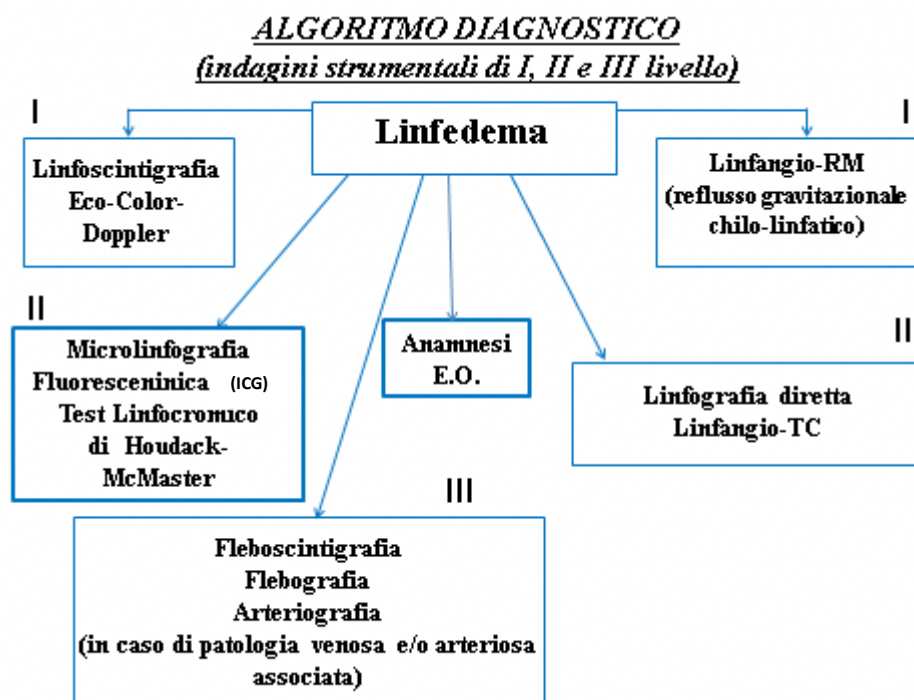 ALGORITMO DIAGNOSTICO
(indagini strumentali di I, II e III livello)
I
Linfedema
I
Linfoscintigrafia
Eco-Color-
Doppler
Linfangio-RM
(reflusso gravitazionale
chilo-linfatico)
II
Microlinfografia
Fluoresceninica (ICG)
Test Linfocromico
di Houdack-
McMaster
Anamnesi
E.O.
II
Linfografia diretta
Linfangio-TC
III
Fleboscintigrafia
Flebografia
Arteriografia
(in caso di patologia venosa e/o arteriosa
associata)